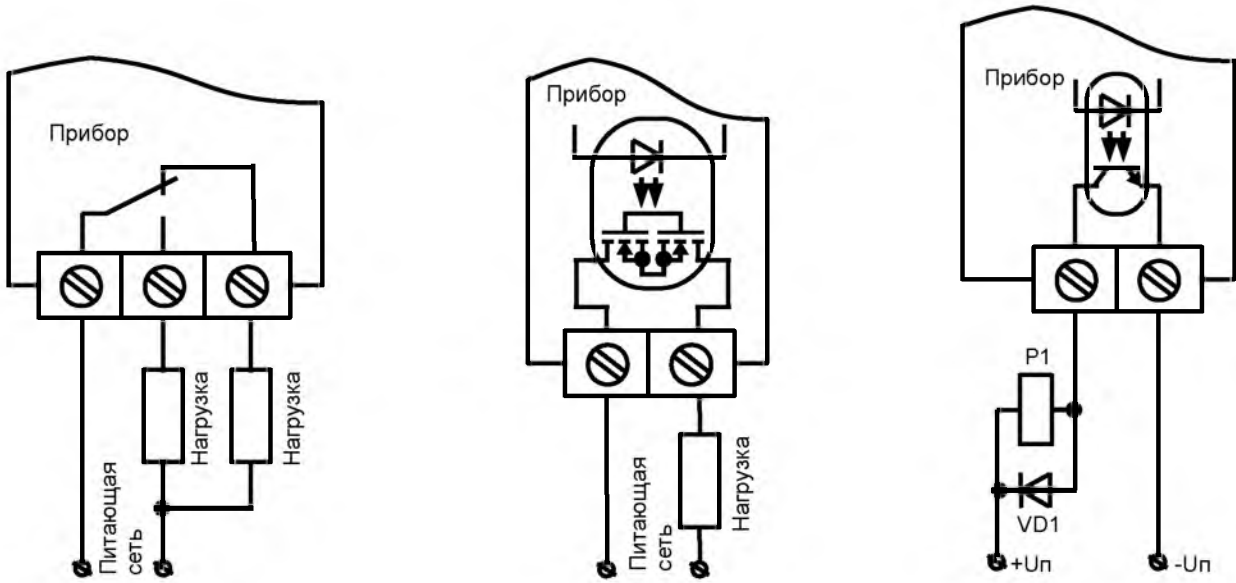 Прибор
Нагрузка
Нагрузка
Питающая
сеть
Прибор
Питающая
сеть
Нагрузка
Прибор
P1
VD1
+Uп
-Uп